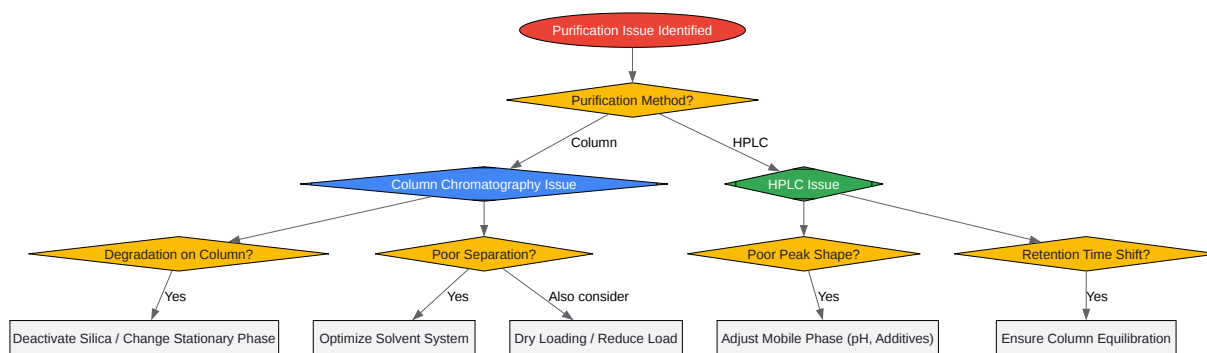 Purification Issue Identified
Purification Method?
Column
HPLC
Column Chromatography Issue
HPLC Issue
Degradation on Column?
Poor Separation?
Poor Peak Shape?
Retention Time Shift?
Yes
Yes
Also consider
Yes
Yes
Deactivate Silica / Change Stationary Phase
Optimize Solvent System
Dry Loading / Reduce Load
Adjust Mobile Phase (pH, Additives)
Ensure Column Equilibration